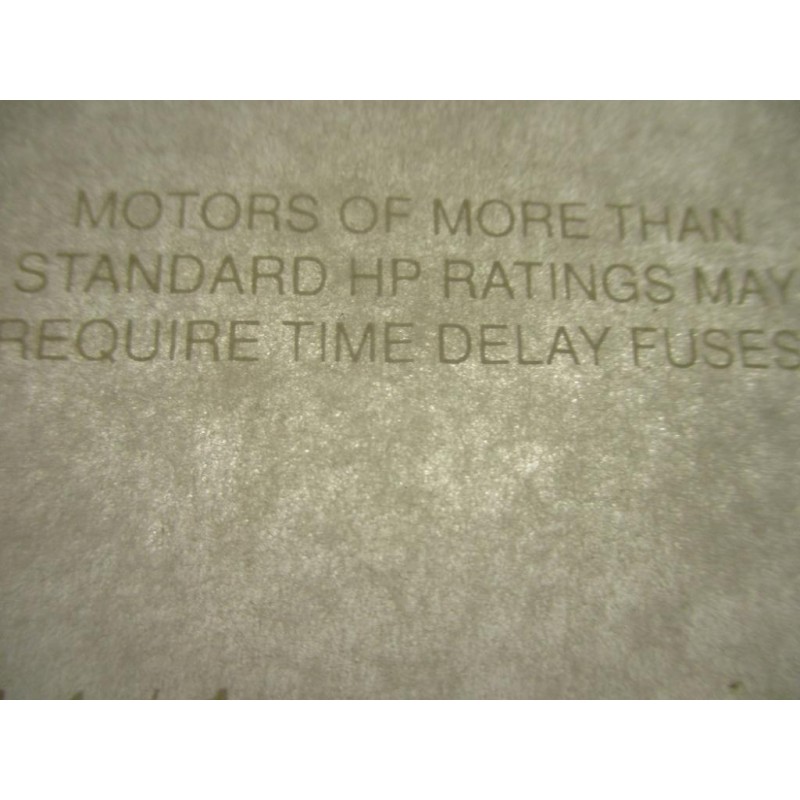 MOTORS OF MORE THAN
STANDARD HP RATINGS MAY
REQUIRE TIME DELAY FUSES